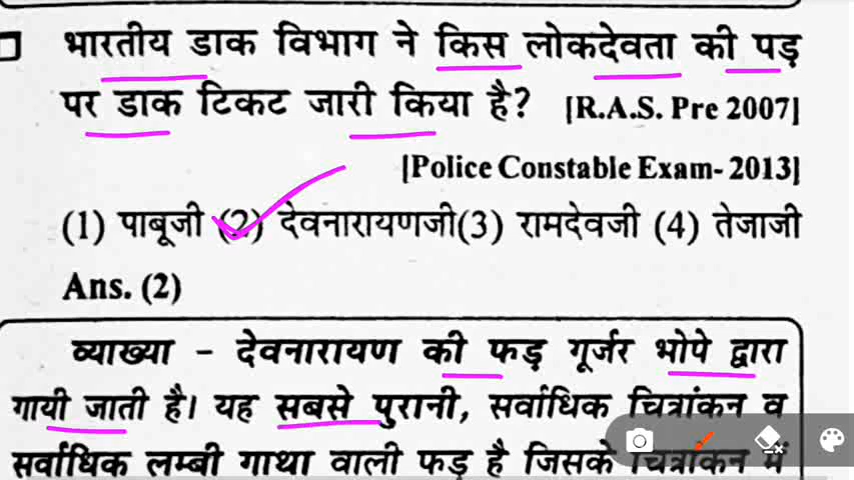 भारतीय डाक विभाग ने किस लोकदेवता की पड़
पर डाक टिकट जारी किया है? [R.A.S. Pre 2007]
[Police Constable Exam- 2013]
(1) पाबूजी (2) देवनारायणजी(3) रामदेवजी (4) तेजाजी
Ans. (2)
व्याख्या - देवनारायण की फड़ गूर्जर भोपे द्वारा
गायी जाती है। यह सबसे पुरानी, सर्वाधिक चित्रांकन व
सर्वाधिक लम्बी गाथा वाली फड़ है जिसके चित्रांकन में